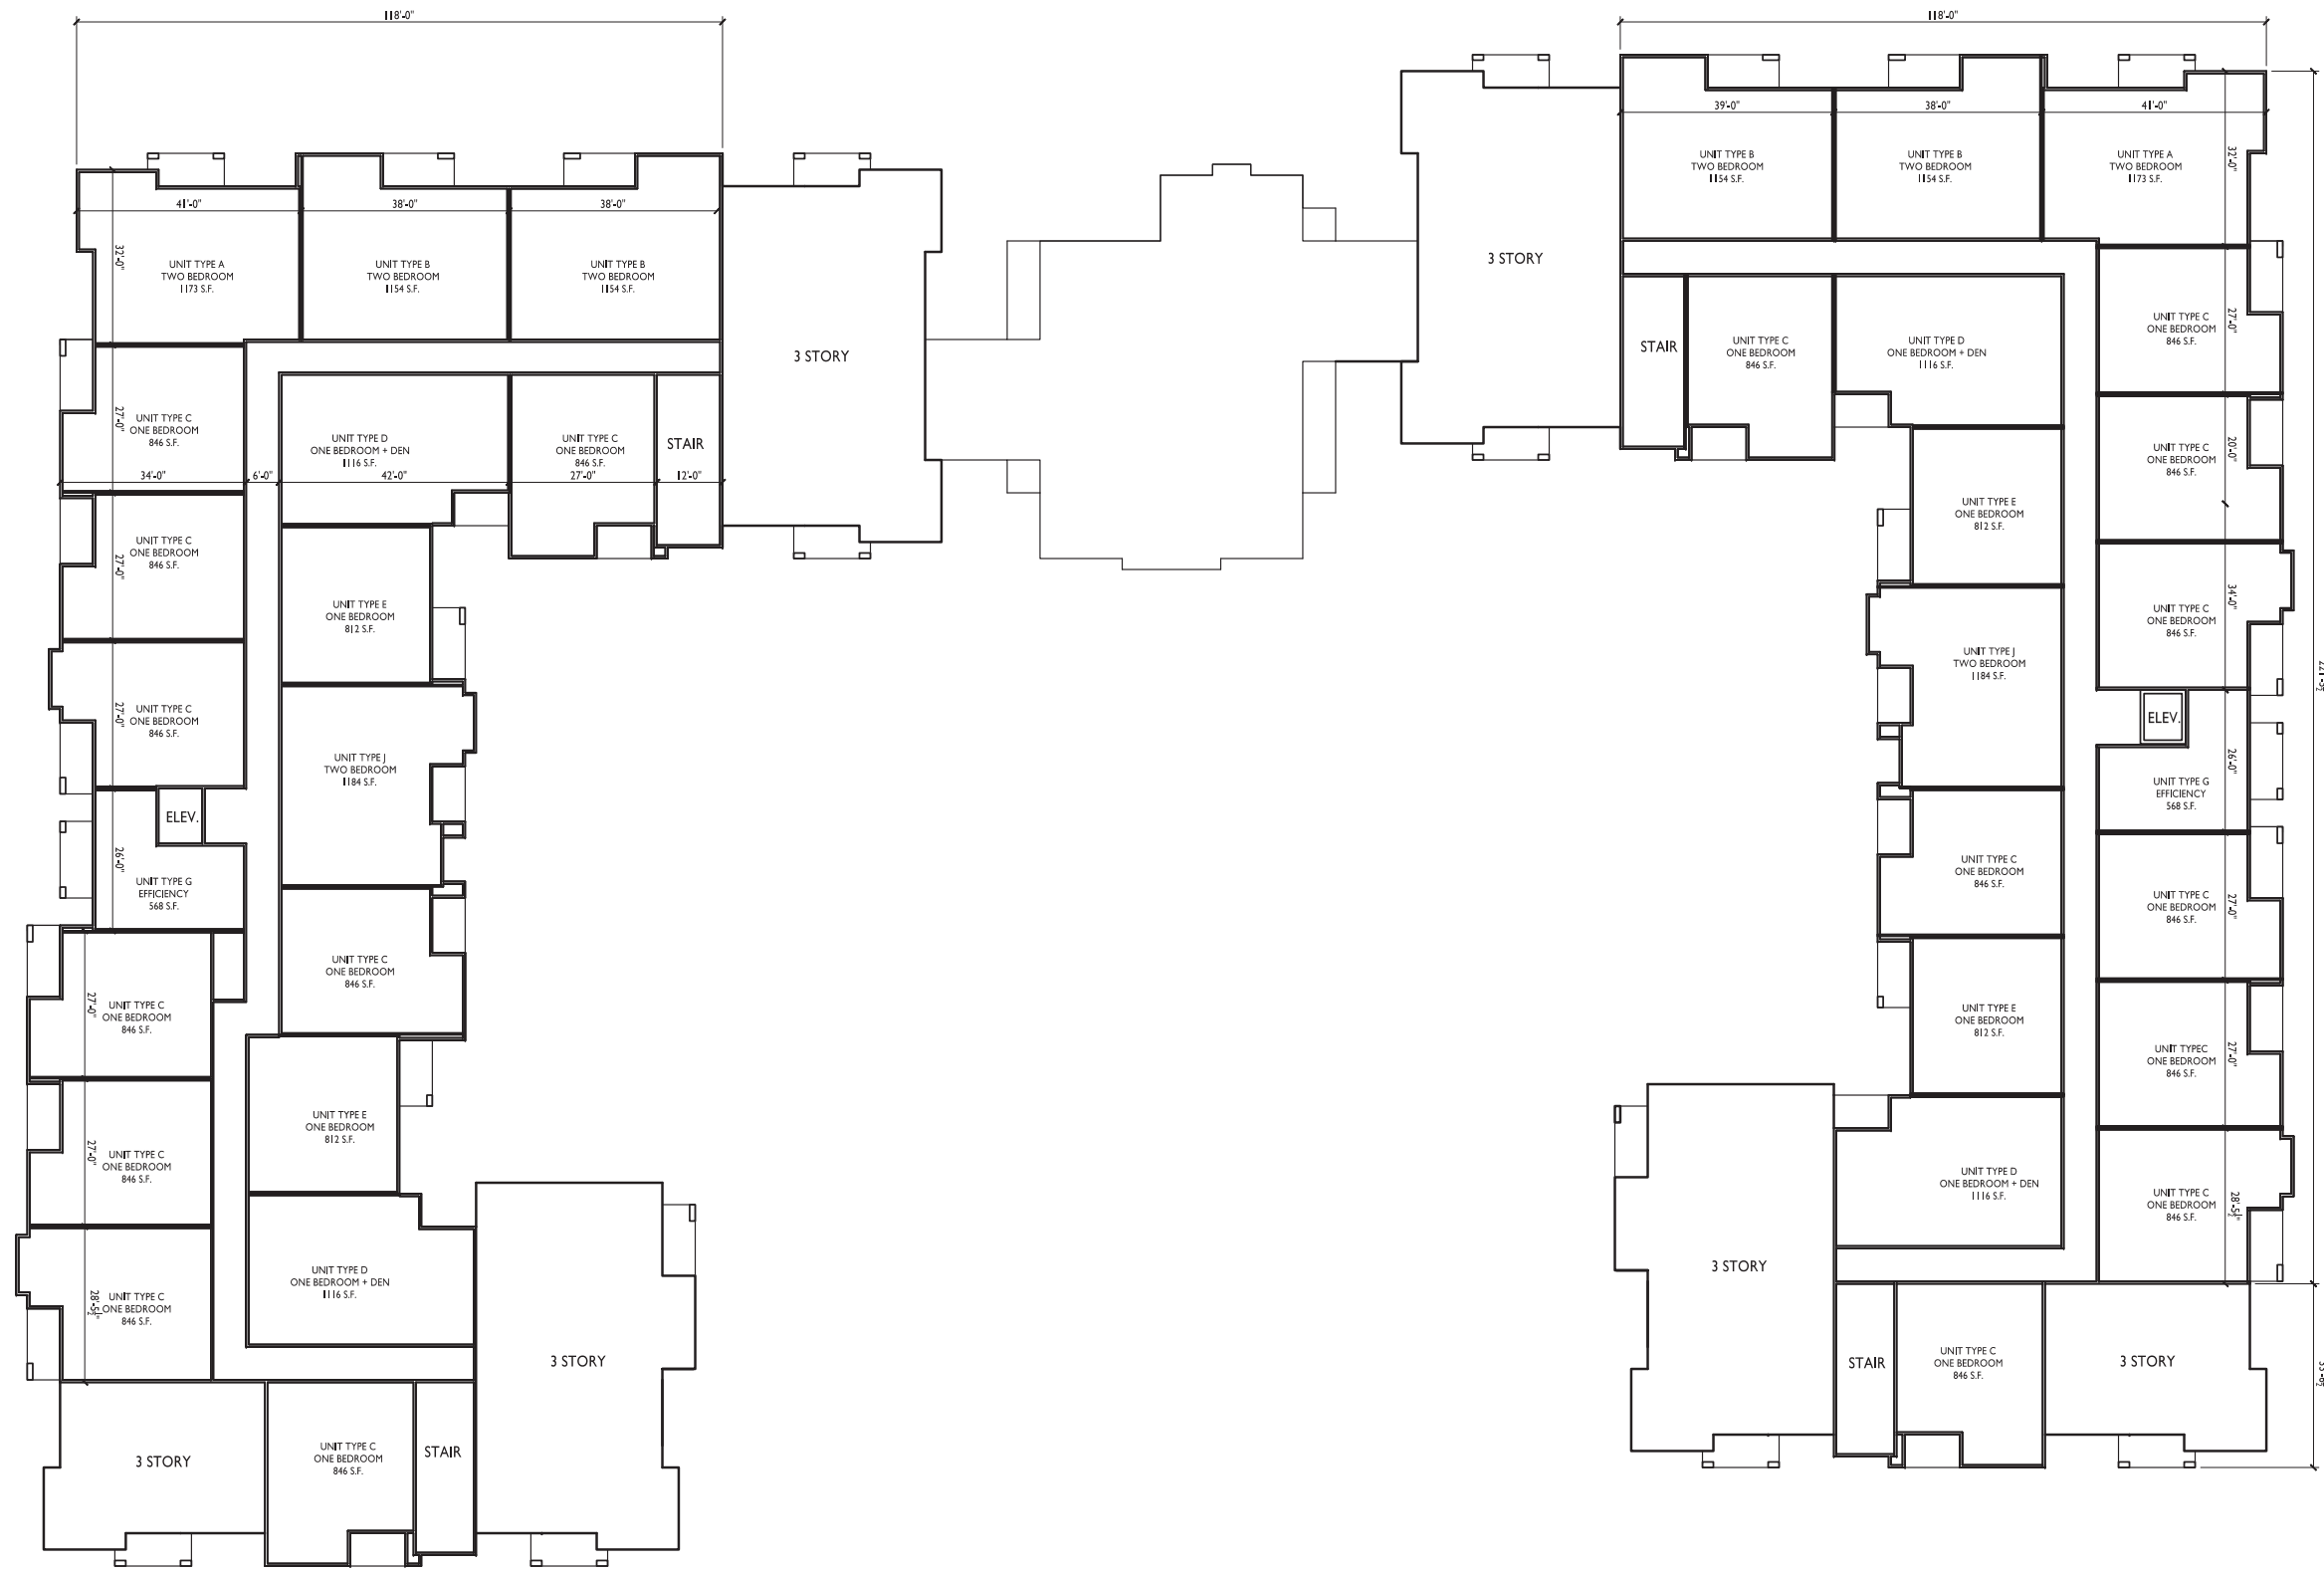 118'-0"
118'-0"
39'-0"
38'-0"
41'-0"
UNIT TYPE B
TWO BEDROOM
1154 S.F.
UNIT TYPE B
TWO BEDROOM
1154 S.F.
UNIT TYPE A
TWO BEDROOM
1173 S.F.
32'-0"
41'-0"
38'-0"
38'-0"
32'-0"
UNIT TYPE A
TWO BEDROOM
1173 S.F.
UNIT TYPE B
TWO BEDROOM
1154 S.F.
UNIT TYPE B
TWO BEDROOM
1154 S.F.
3 STORY
3 STORY
STAIR
UNIT TYPE C
ONE BEDROOM
846 S.F.
UNIT TYPE D
ONE BEDROOM + DEN
1116 S.F.
UNIT TYPE C
ONE BEDROOM
846 S.F.
27'-0"
UNIT TYPE C
ONE BEDROOM
846 S.F.
27'-0"
UNIT TYPE D
ONE BEDROOM + DEN
1116 S.F.
UNIT TYPE C
ONE BEDROOM
846 S.F.
STAIR
34'-0"
6'-0"
42'-0"
27'-0"
12'-0"
UNIT TYPE C
ONE BEDROOM
846 S.F.
20'-0"
UNIT TYPE E
ONE BEDROOM
812 S.F.
UNIT TYPE C
ONE BEDROOM
846 S.F.
27'-0"
UNIT TYPE E
ONE BEDROOM
812 S.F.
UNIT TYPE C
ONE BEDROOM
846 S.F.
34'-0"
UNIT TYPE J
TWO BEDROOM
1184 S.F.
UNIT TYPE C
ONE BEDROOM
846 S.F.
27'-0"
UNIT TYPE J
TWO BEDROOM
1184 S.F.
ELEV.
26'-0"
UNIT TYPE G
EFFICIENCY
568 S.F.
ELEV.
26'-0"
UNIT TYPE G
EFFICIENCY
568 S.F.
UNIT TYPE C
ONE BEDROOM
846 S.F.
UNIT TYPE C
ONE BEDROOM
846 S.F.
27'-0"
UNIT TYPE C
ONE BEDROOM
846 S.F.
UNIT TYPE C
ONE BEDROOM
846 S.F.
27'-0"
UNIT TYPE E
ONE BEDROOM
812 S.F.
UNIT TYPEC
ONE BEDROOM
846 S.F.
27'-0"
UNIT TYPE E
ONE BEDROOM
812 S.F.
UNIT TYPE C
ONE BEDROOM
846 S.F.
27'-0"
UNIT TYPE D
ONE BEDROOM + DEN
1116 S.F.
UNIT TYPE C
ONE BEDROOM
846 S.F.
28'-5½"
UNIT TYPE D
ONE BEDROOM + DEN
1116 S.F.
UNIT TYPE C
ONE BEDROOM
846 S.F.
28'-5½"
3 STORY
3 STORY
STAIR
UNIT TYPE C
ONE BEDROOM
846 S.F.
3 STORY
3 STORY
UNIT TYPE C
ONE BEDROOM
846 S.F.
STAIR